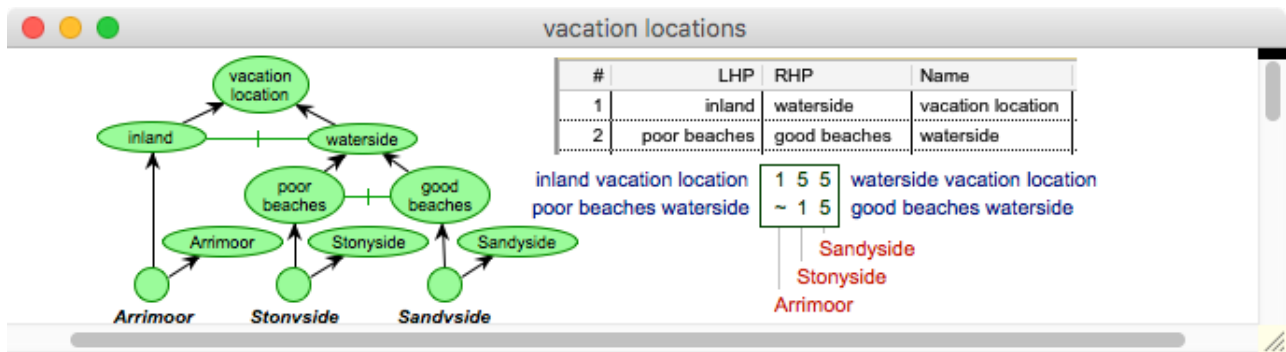 vacation locations
vacation
location
inland
waterside
poor
beaches
good
beaches
Arrimoor
Stonyside
Sandyside
Arrimoor
Stonyside
Sandyside
# LHP RHP Name
1 inland waterside vacation location
2 poor beaches good beaches waterside
inland vacation location 1 5 5 waterside vacation location
poor beaches waterside ~ 1 5 good beaches waterside
Sandyside
Stonyside
Arrimoor